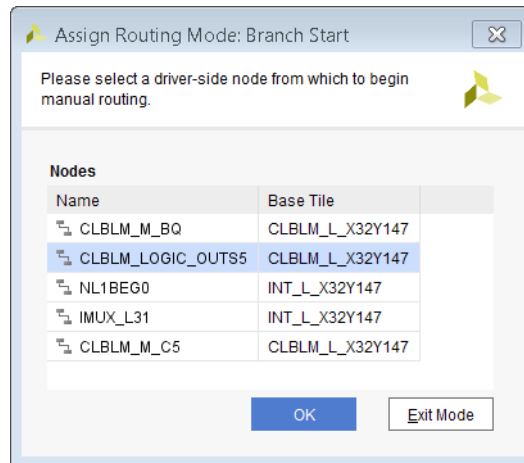 Assign Routing Mode: Branch Start
Please select a driver-side node from which to begin
manual routing.
Nodes
Name Base Tile
CLBLM_M_BQ CLBLM_L_X32Y147
CLBLM_LOGIC_OUTS5 CLBLM_L_X32Y147
NL1BEG0 INT_L_X32Y147
IMUX_L31 INT_L_X32Y147
CLBLM_M_C5 CLBLM_L_X32Y147
OK Exit Mode